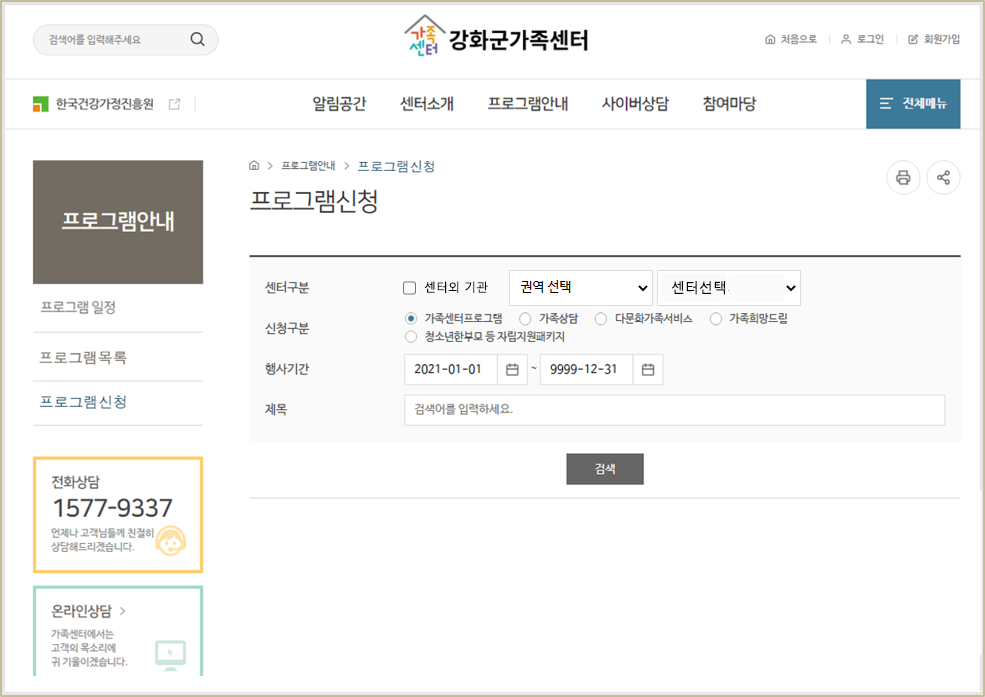 검색어를 입력해주세요
가족센터 강화군가족센터
처음으로 로그인 회원가입
한국건강가정진흥원 알림공간 센터소개 프로그램안내 사이버상담 참여마당 전체메뉴
프로그램안내 > 프로그램신청
프로그램신청
프로그램안내
프로그램 일정
프로그램목록
프로그램신청
센터구분 센터외 기관 권역 선택 센터선택
신청구분 가족센터프로그램 가족상담 다문화가족서비스 가족희망드림
청소년한부모 등 자립지원패키지
행사기간 2021-01-01 ~ 9999-12-31
제목 검색어를 입력하세요.
검색
전화상담
1577-9337
언제나 고객님들께 친절히
상담해드리겠습니다.
온라인상담 >
가족센터에서는
고객의 목소리에
귀 기울이겠습니다.